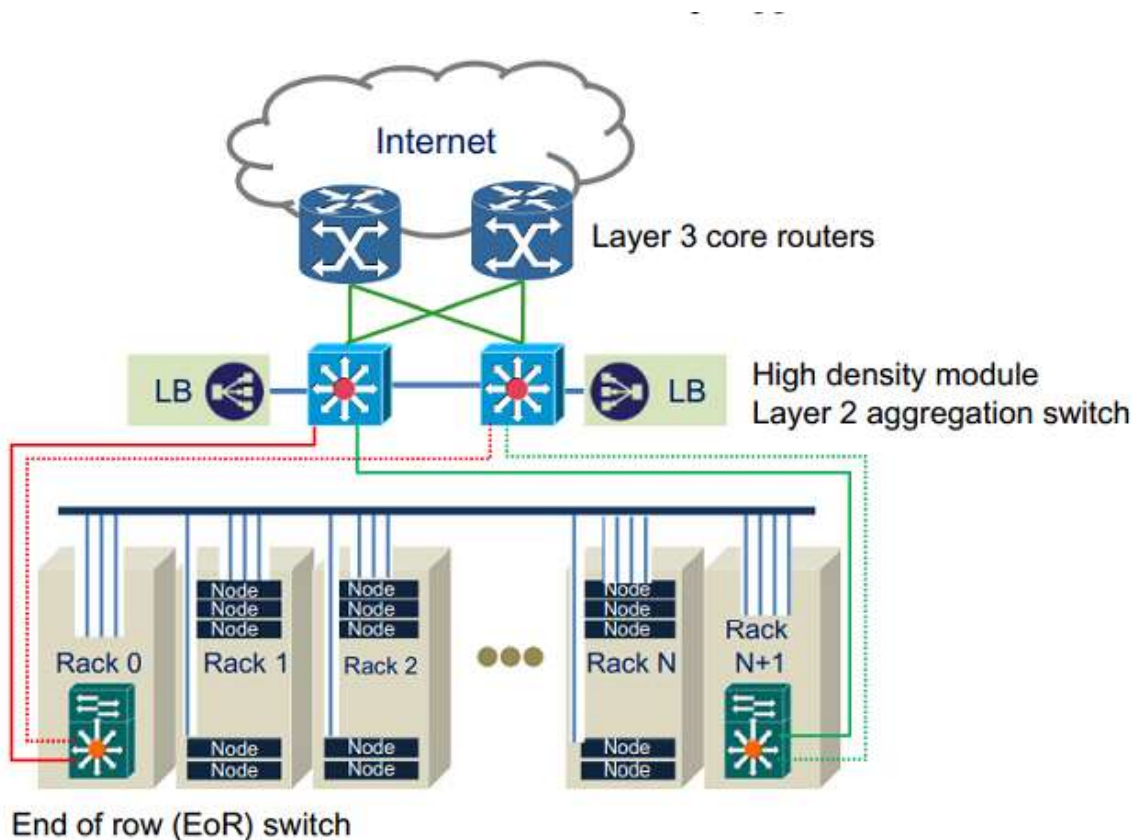 Internet
Layer 3 core routers
LB
LB
High density module
Layer 2 aggregation switch
Node
Node
Node
Node
Node
Node
Node
Node
Node
Rack 0
Rack 1
Rack 2
Rack N
Rack
N+1
Node
Node
Node
Node
Node
Node
End of row (EoR) switch